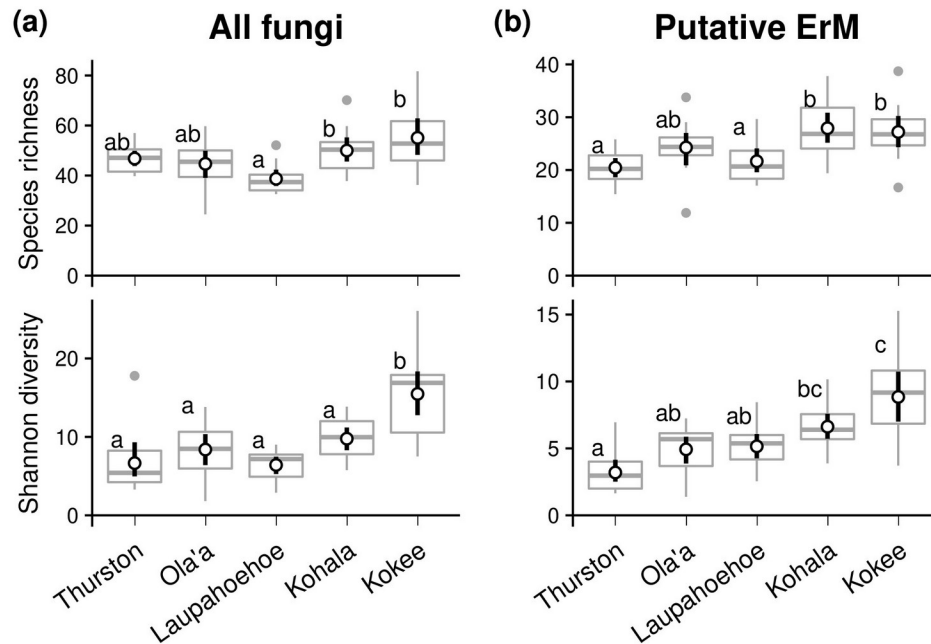 (a) All fungi
Species richness
80
60
40
20
0
ab
ab
a
b
b
Shannon diversity
20
10
0
a
a
a
a
b
Thurston
Ola'a
Laupahoehoe
Kohala
Kokee
(b) Putative ErM
40
30
20
10
0
a
ab
a
b
b
15
10
5
0
a
ab
ab
bc
c
Thurston
Ola'a
Laupahoehoe
Kohala
Kokee